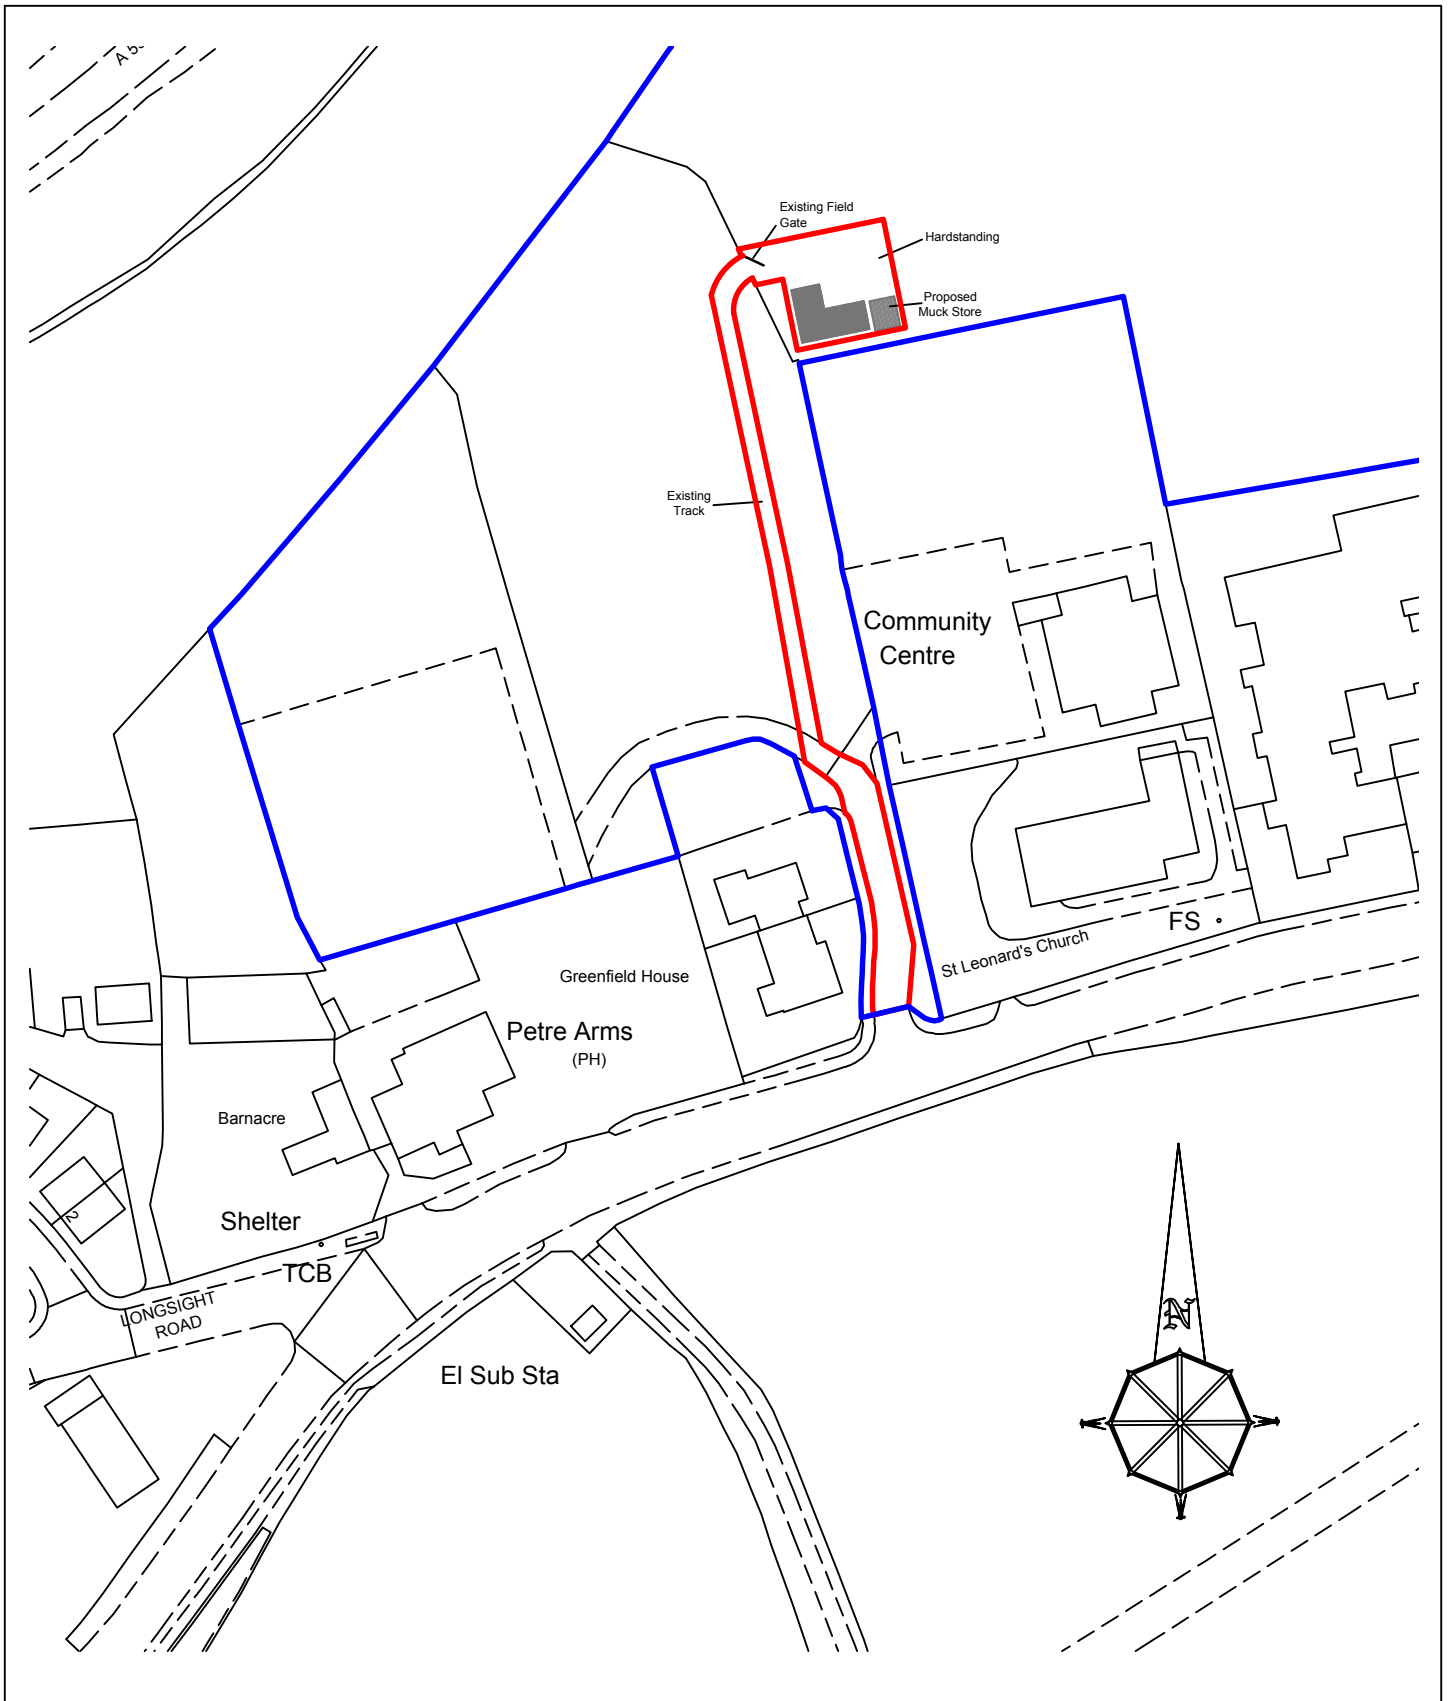 Existing Field
Gate
Hardstanding
Proposed
Muck Store
Existing
Track
Community
Centre
FS
St Leonard's Church
Greenfield House
Petre Arms
(PH)
Barnacre
2
Shelter
TCB
LONGSIGHT
ROAD
El Sub Sta
N